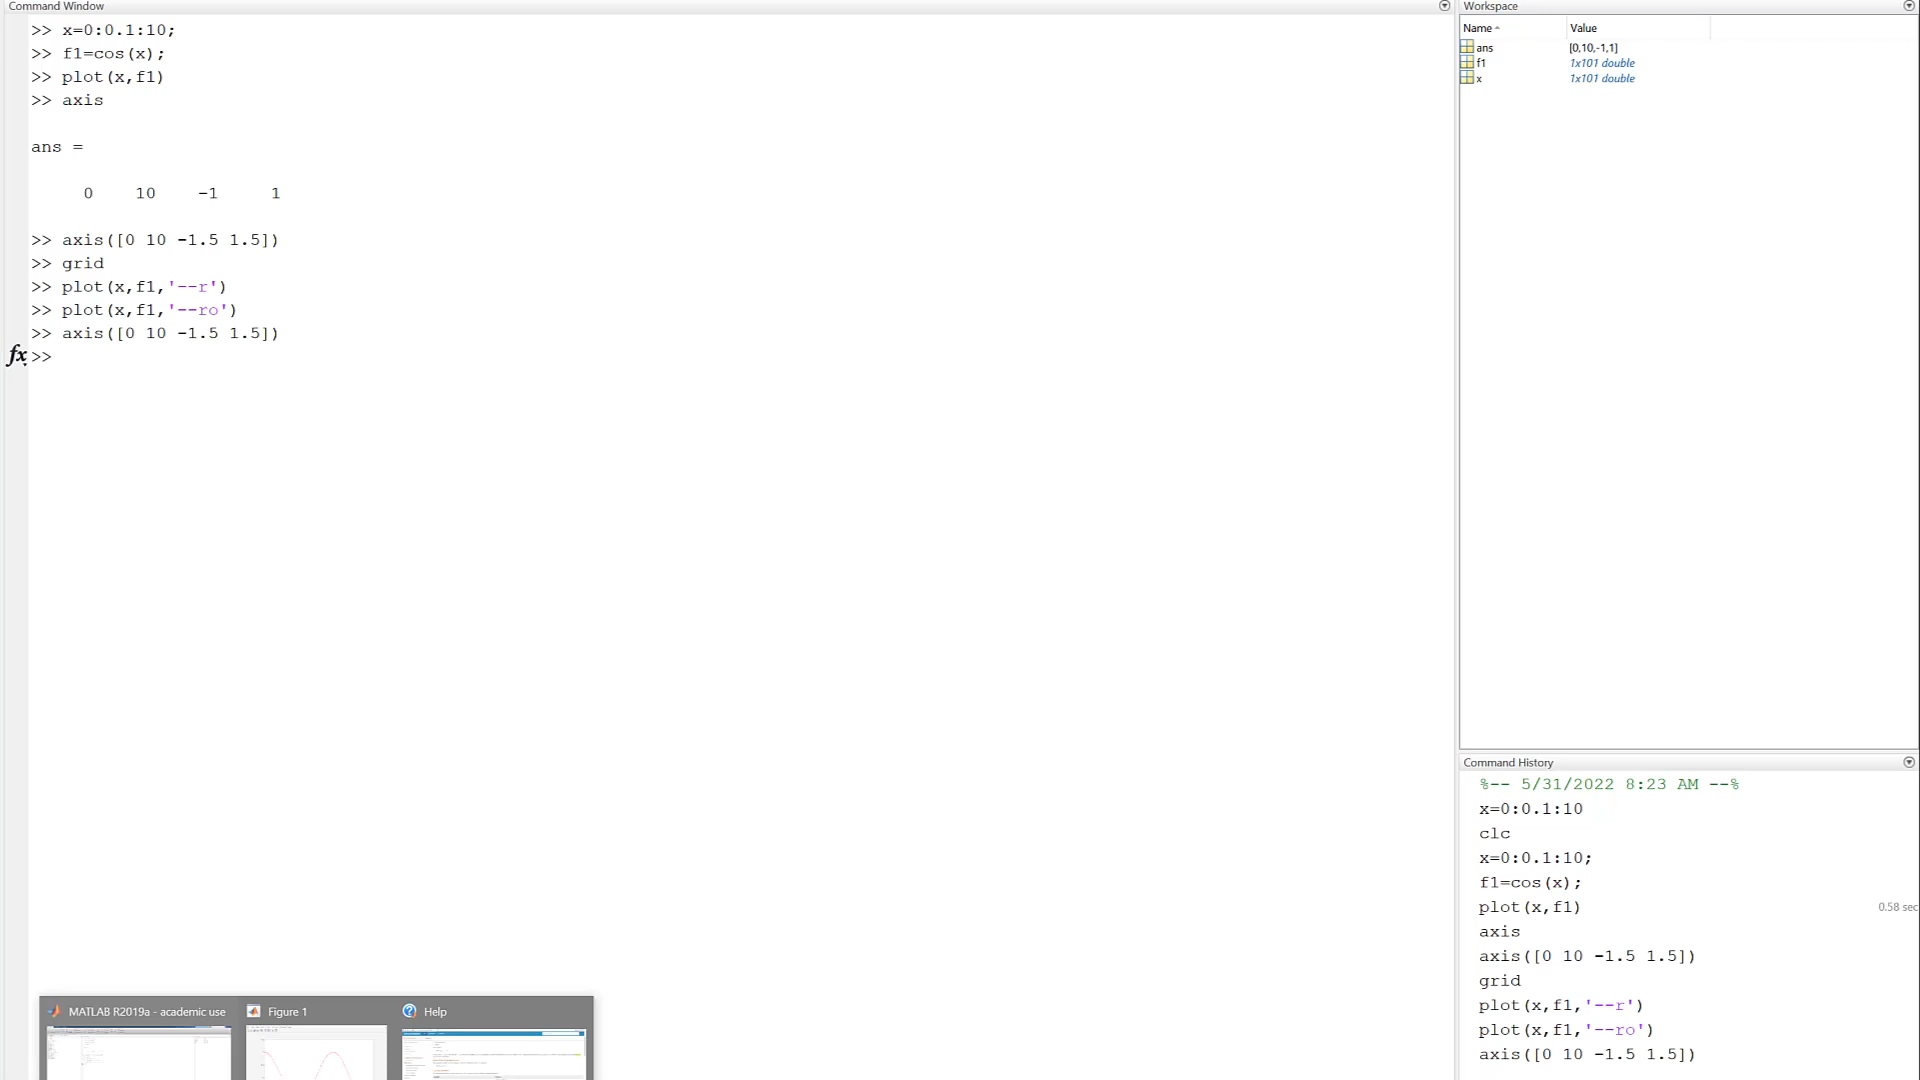 Command Window
>> x=0:0.1:10;
>> f1=cos(x);
>> plot(x,f1)
>> axis
ans =
0 10 -1 1
>> axis([0 10 -1.5 1.5])
>> grid
>> plot(x,f1,'--r')
>> plot(x,f1,'--ro')
>> axis([0 10 -1.5 1.5])
fx >>
Workspace
Name Value
ans [0,10,-1,1]
f1 1x101 double
x 1x101 double
Command History
%-- 5/31/2022 8:23 AM --%
x=0:0.1:10
clc
x=0:0.1:10;
f1=cos(x);
plot(x,f1) 0.58 sec
axis
axis([0 10 -1.5 1.5])
grid
plot(x,f1,'--r')
plot(x,f1,'--ro')
axis([0 10 -1.5 1.5])
MATLAB R2019a - academic use Figure 1 Help